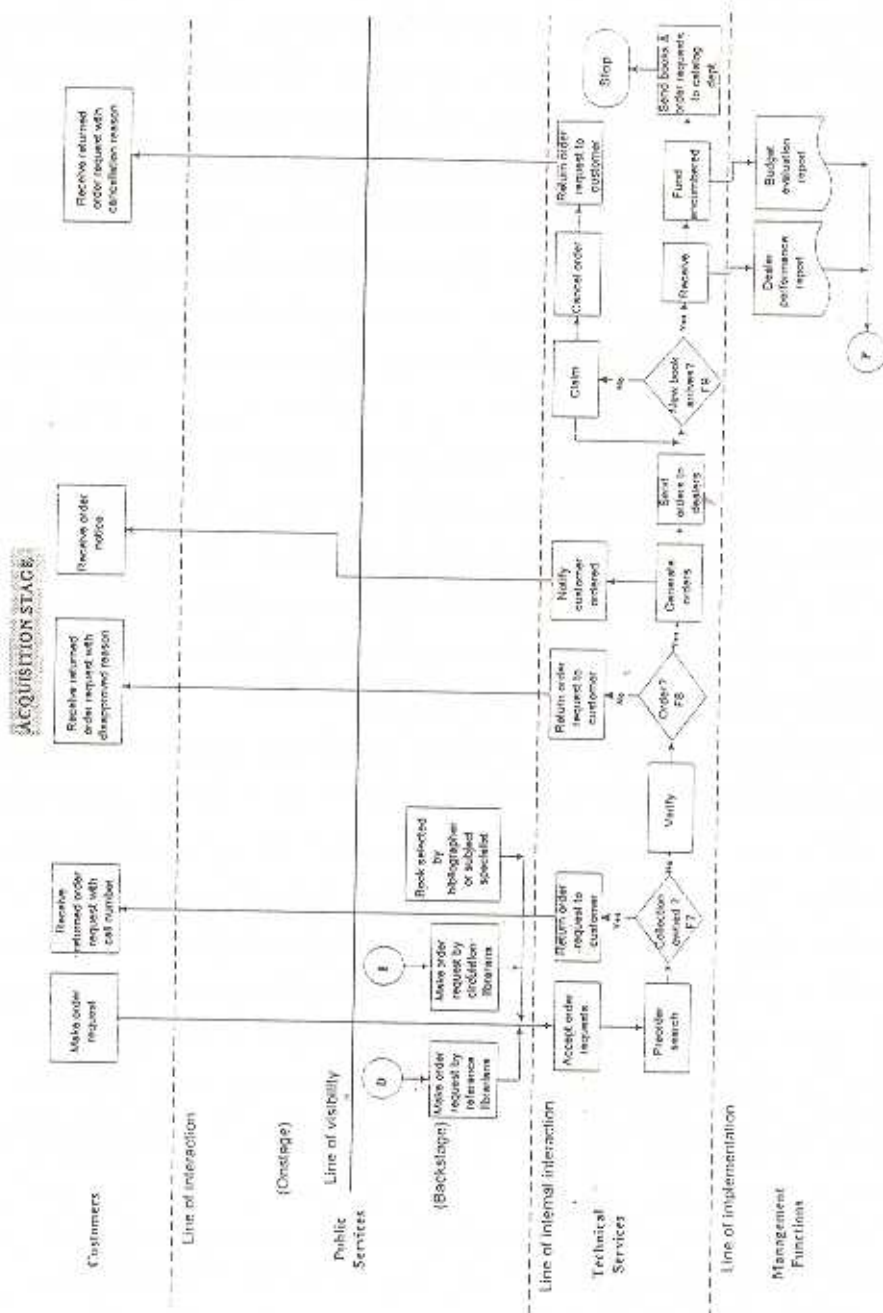 ACQUISITION STAGE
Customers
Make order
request
Receive
returned order
request with
call number
Receive returned
order request with
disapproved reason
Receive order
notice
Receive returned
order request with
cancellation reason
Line of interaction
(Onstage)
Public
Services
Line of visibility
(Backstage)
D
Make order
request by
reference
librarians
E
Make order
request by
circulation
librarians
Book selected
by
bibliographer
or subject
specialist
Line of internal interaction
Technical
Services
Accept order
requests
Return order
request to
customer
Return order
request to
customer
Notify
customer
ordered
Claim
Cancel order
Return order
request to
customer
Stop
Yes
No
No
Preorder
search
Collection
owned ?
F7
No
Verify
Order?
F8
Yes
Generate
orders
Send
orders to
dealers
New book
arrives?
F9
Yes
Receive
Fund
encumbered
Send books &
order requests
to catalog
dept.
Line of implementation
Management
Functions
Dealer
performance
report
Budget
evaluation
report
F